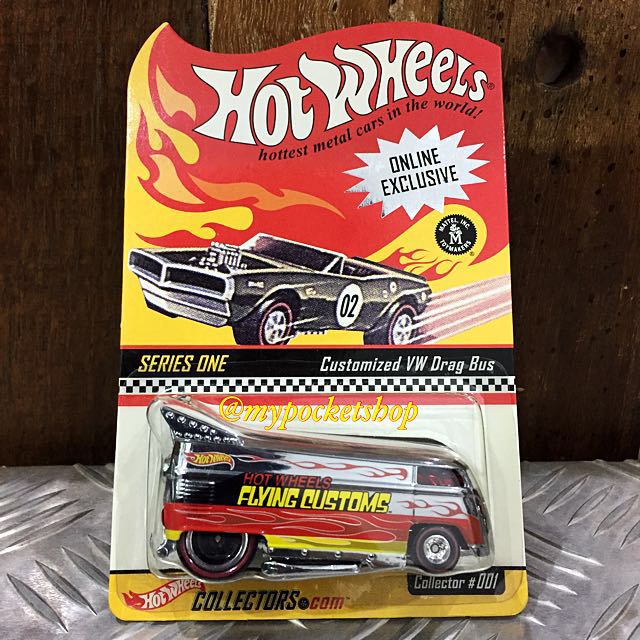 HOT WHEELS®
hottest metal cars in the world!
ONLINE
EXCLUSIVE
MATTEL, INC.
M
TOYMAKERS
®
02
SERIES ONE
Customized VW Drag Bus
@mypocketshop
Hot Wheels
HOT WHEELS
FLYING CUSTOMS
Collector # 001
Hot Wheels
COLLECTORS.COM™